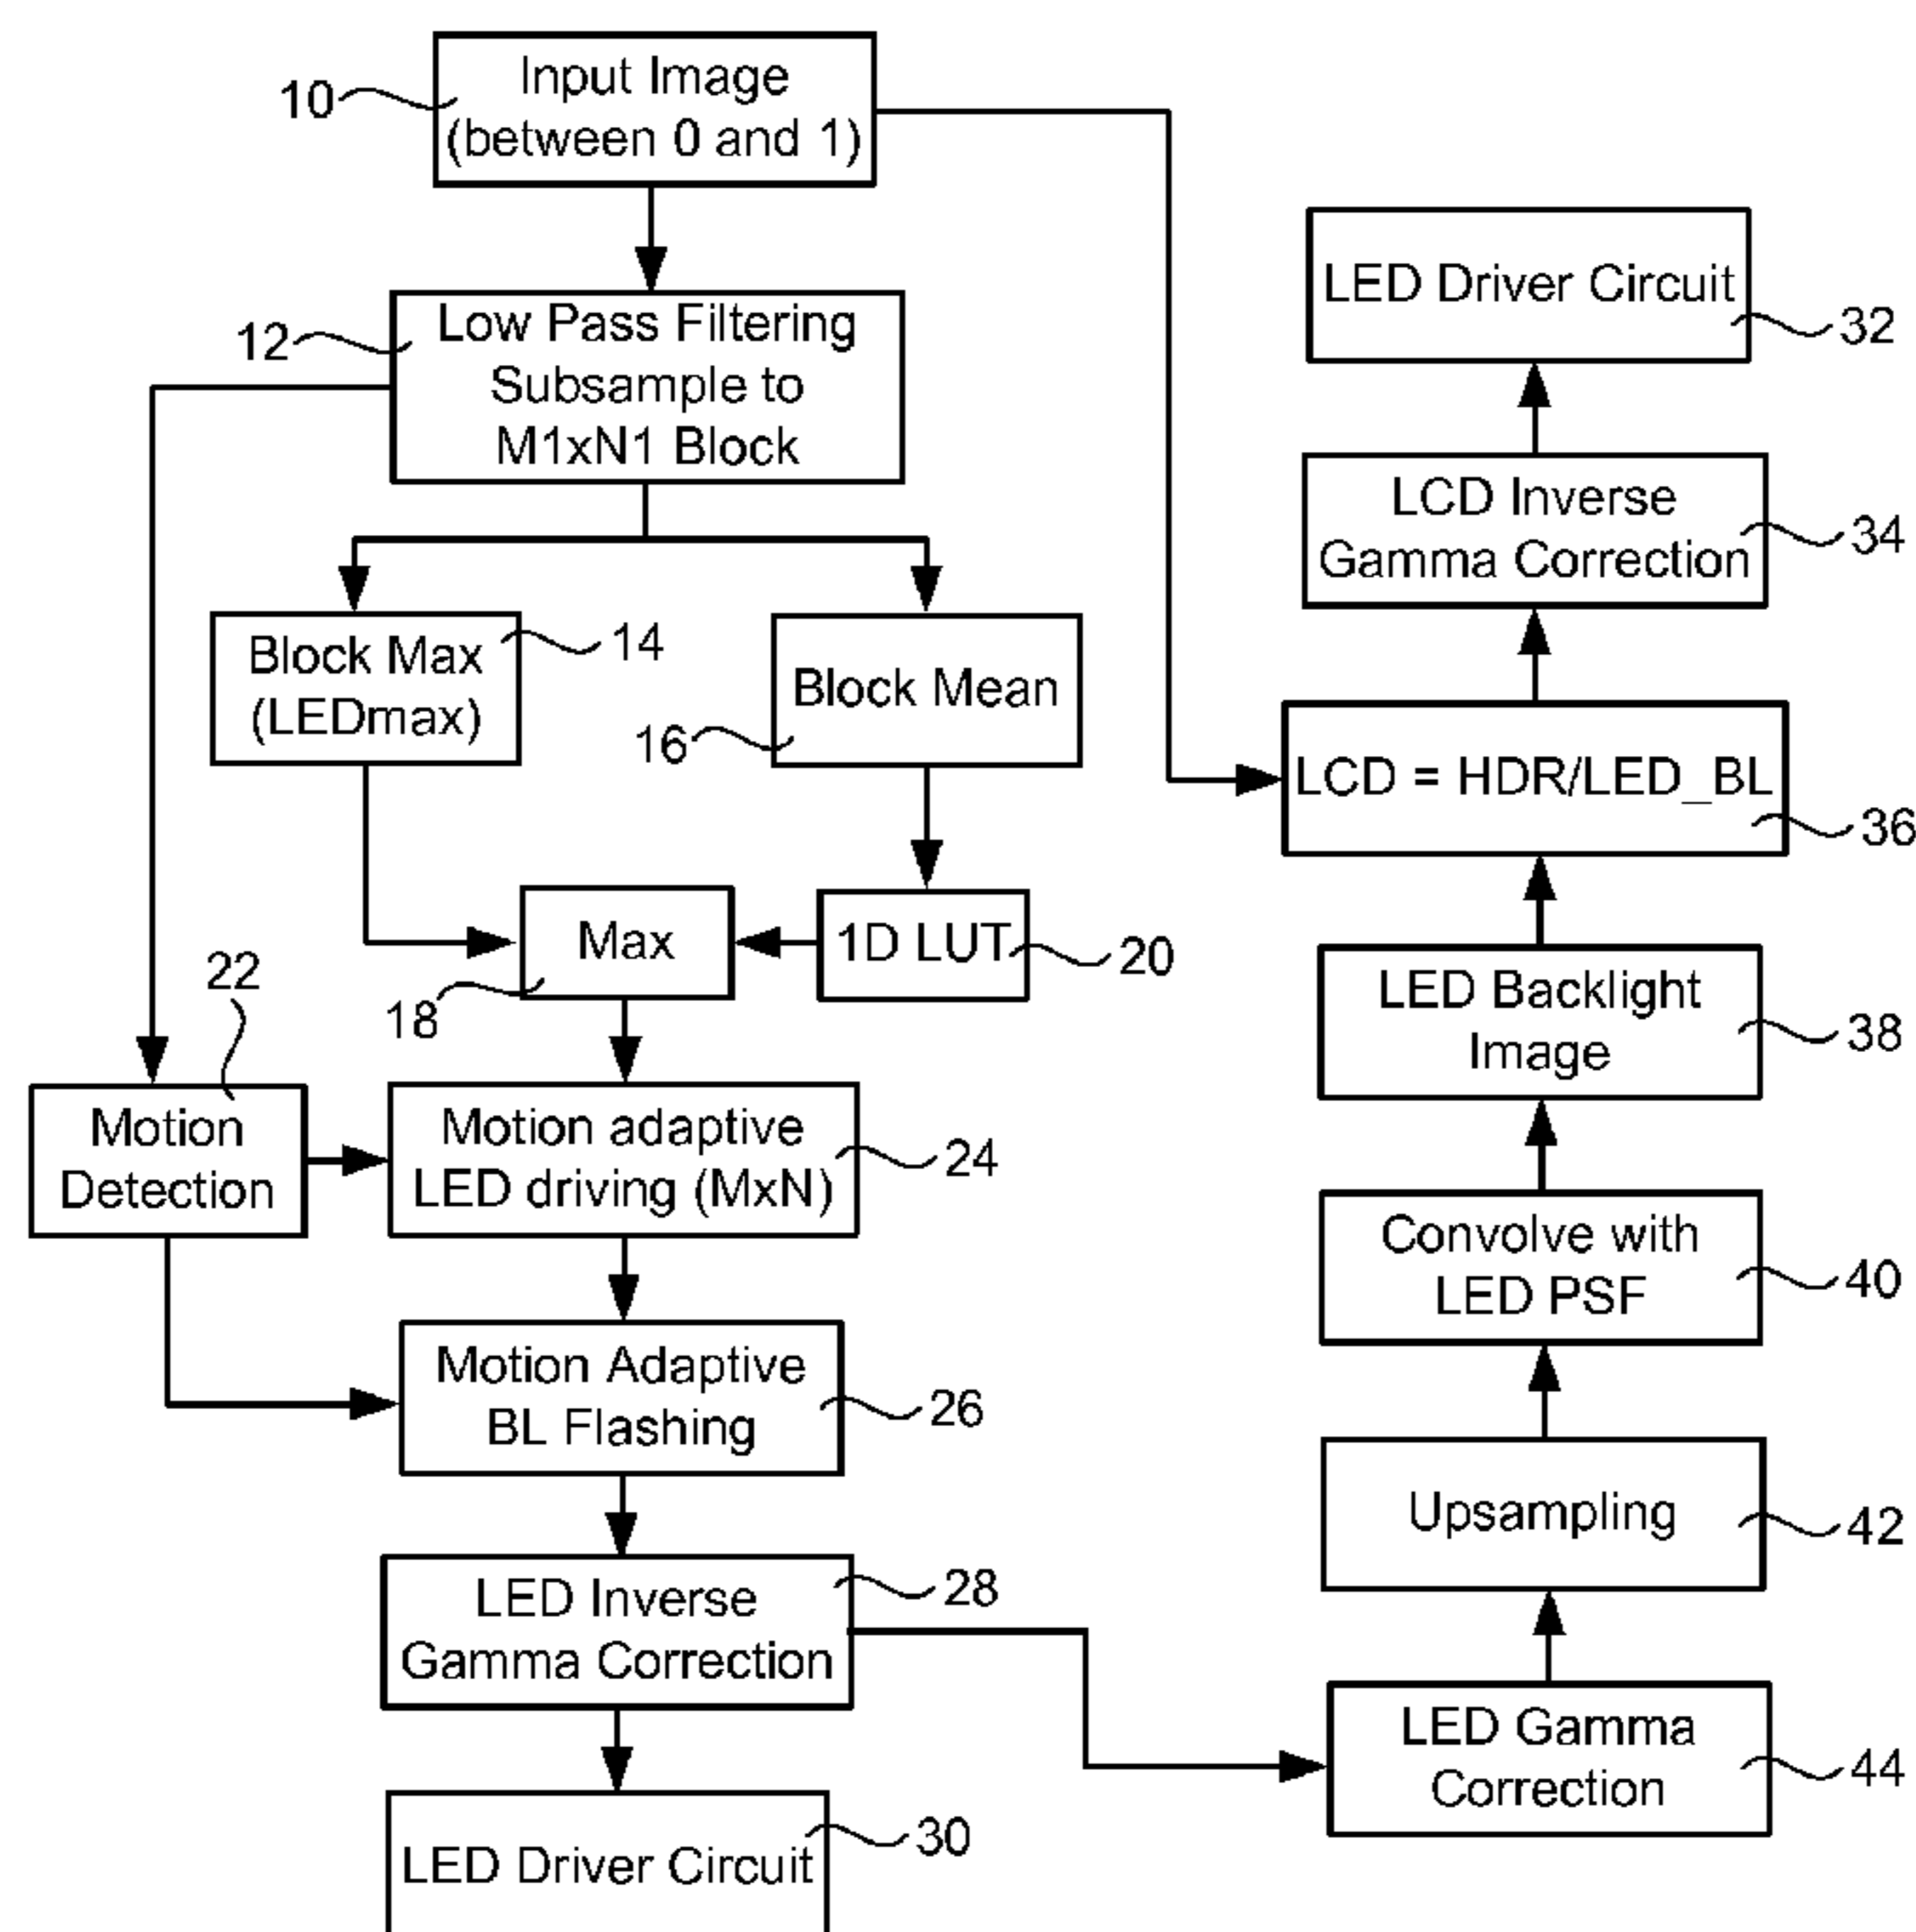 10
Input Image
(between 0 and 1)
12
Low Pass Filtering
Subsample to
M1xN1 Block
Block Max
(LEDmax)
14
Block Mean
16
Max
18
1D LUT
20
22
Motion
Detection
Motion adaptive
LED driving (MxN)
24
Motion Adaptive
BL Flashing
26
LED Inverse
Gamma Correction
28
LED Driver Circuit
30
LED Driver Circuit
32
LCD Inverse
Gamma Correction
34
LCD = HDR/LED_BL
36
LED Backlight
Image
38
Convolve with
LED PSF
40
Upsampling
42
LED Gamma
Correction
44